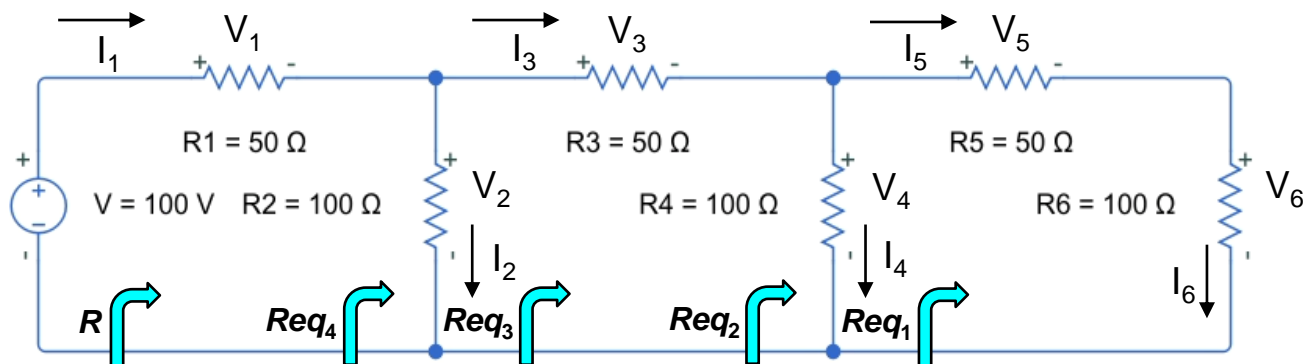 I1 V1 I3 V3 I5 V5
+ - + - + -
R1 = 50 Ω R3 = 50 Ω R5 = 50 Ω
+ + + +
+ V = 100 V R2 = 100 Ω V2 R4 = 100 Ω V4 R6 = 100 Ω V6
−
- - - -
I2 I4 I6
R Req4 Req3 Req2 Req1